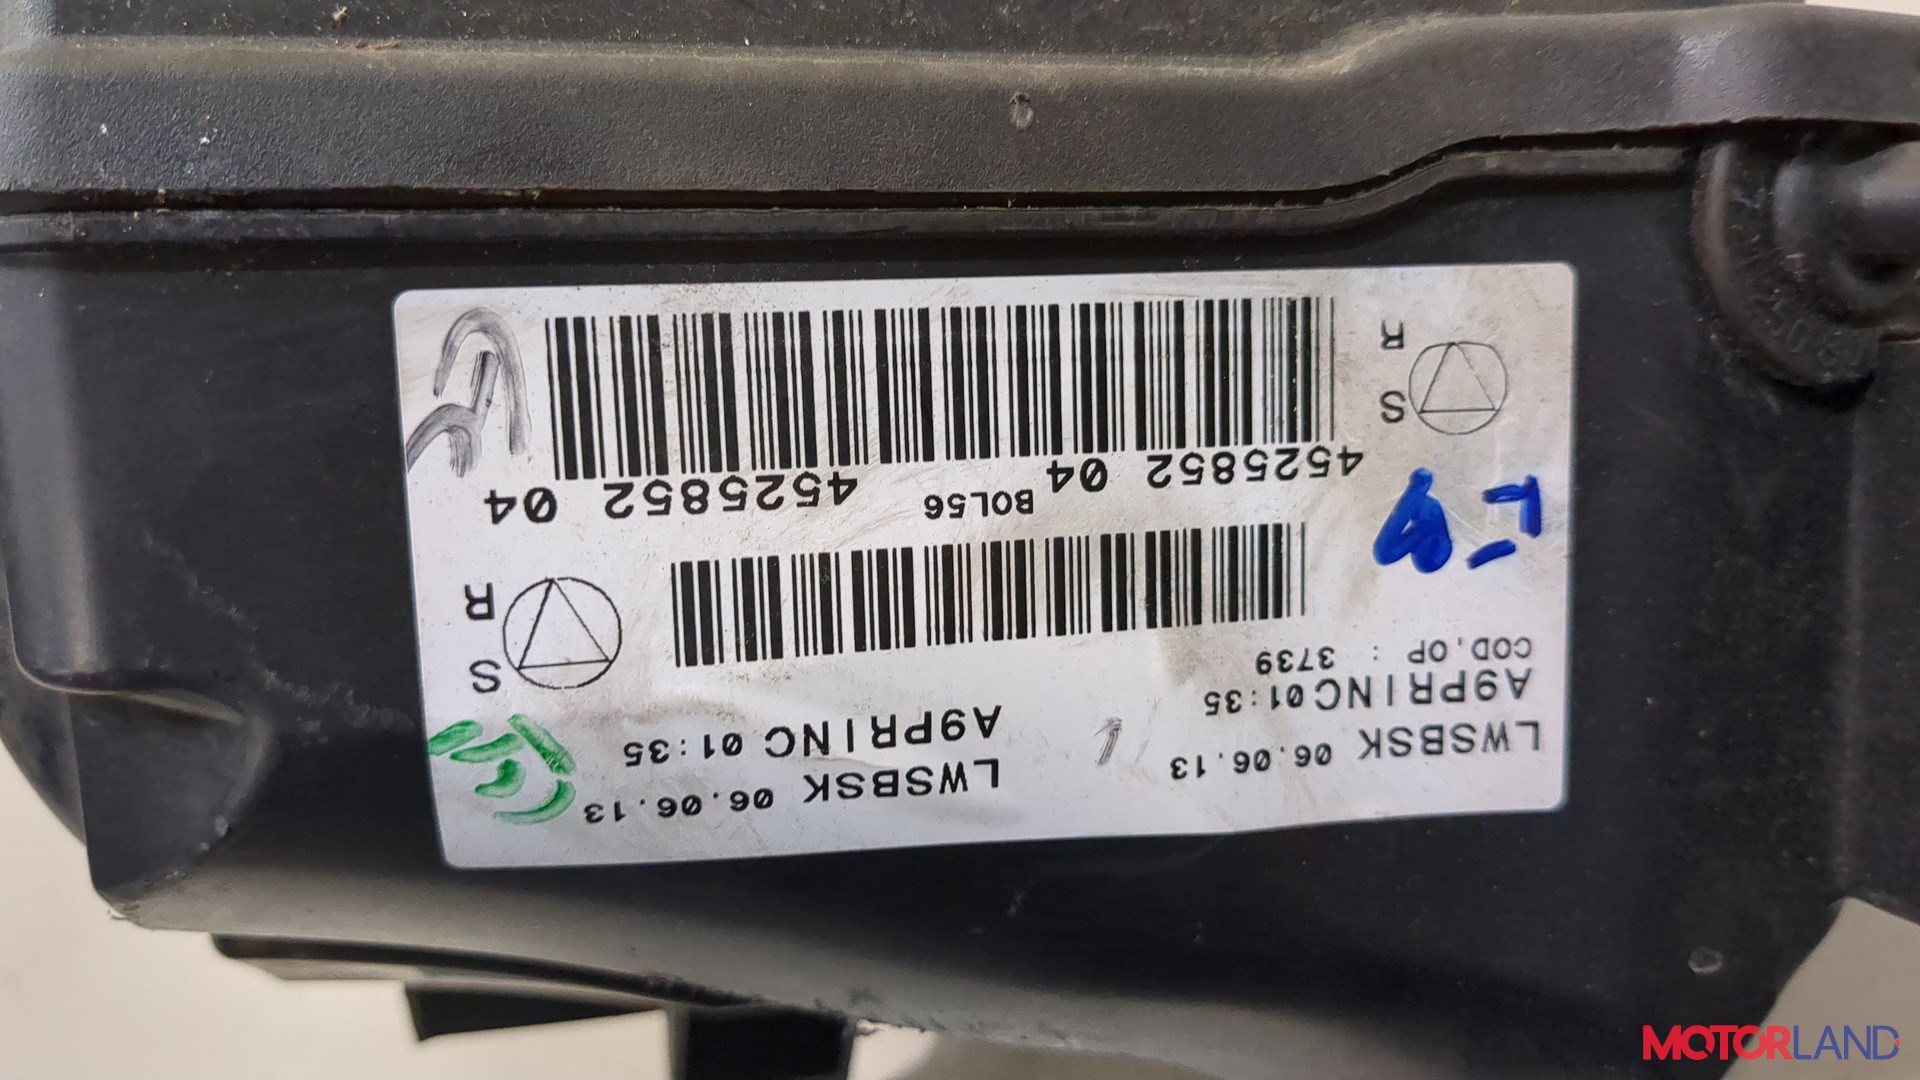 LWSBSK 06.06.13
A9PRINC01:35
COD.OP : 3739
LWSBSK 06.06.13
A9PRINC 01:35
S
R
4525852 04
BOL56
4525852 04
S
R
MOTORLAND